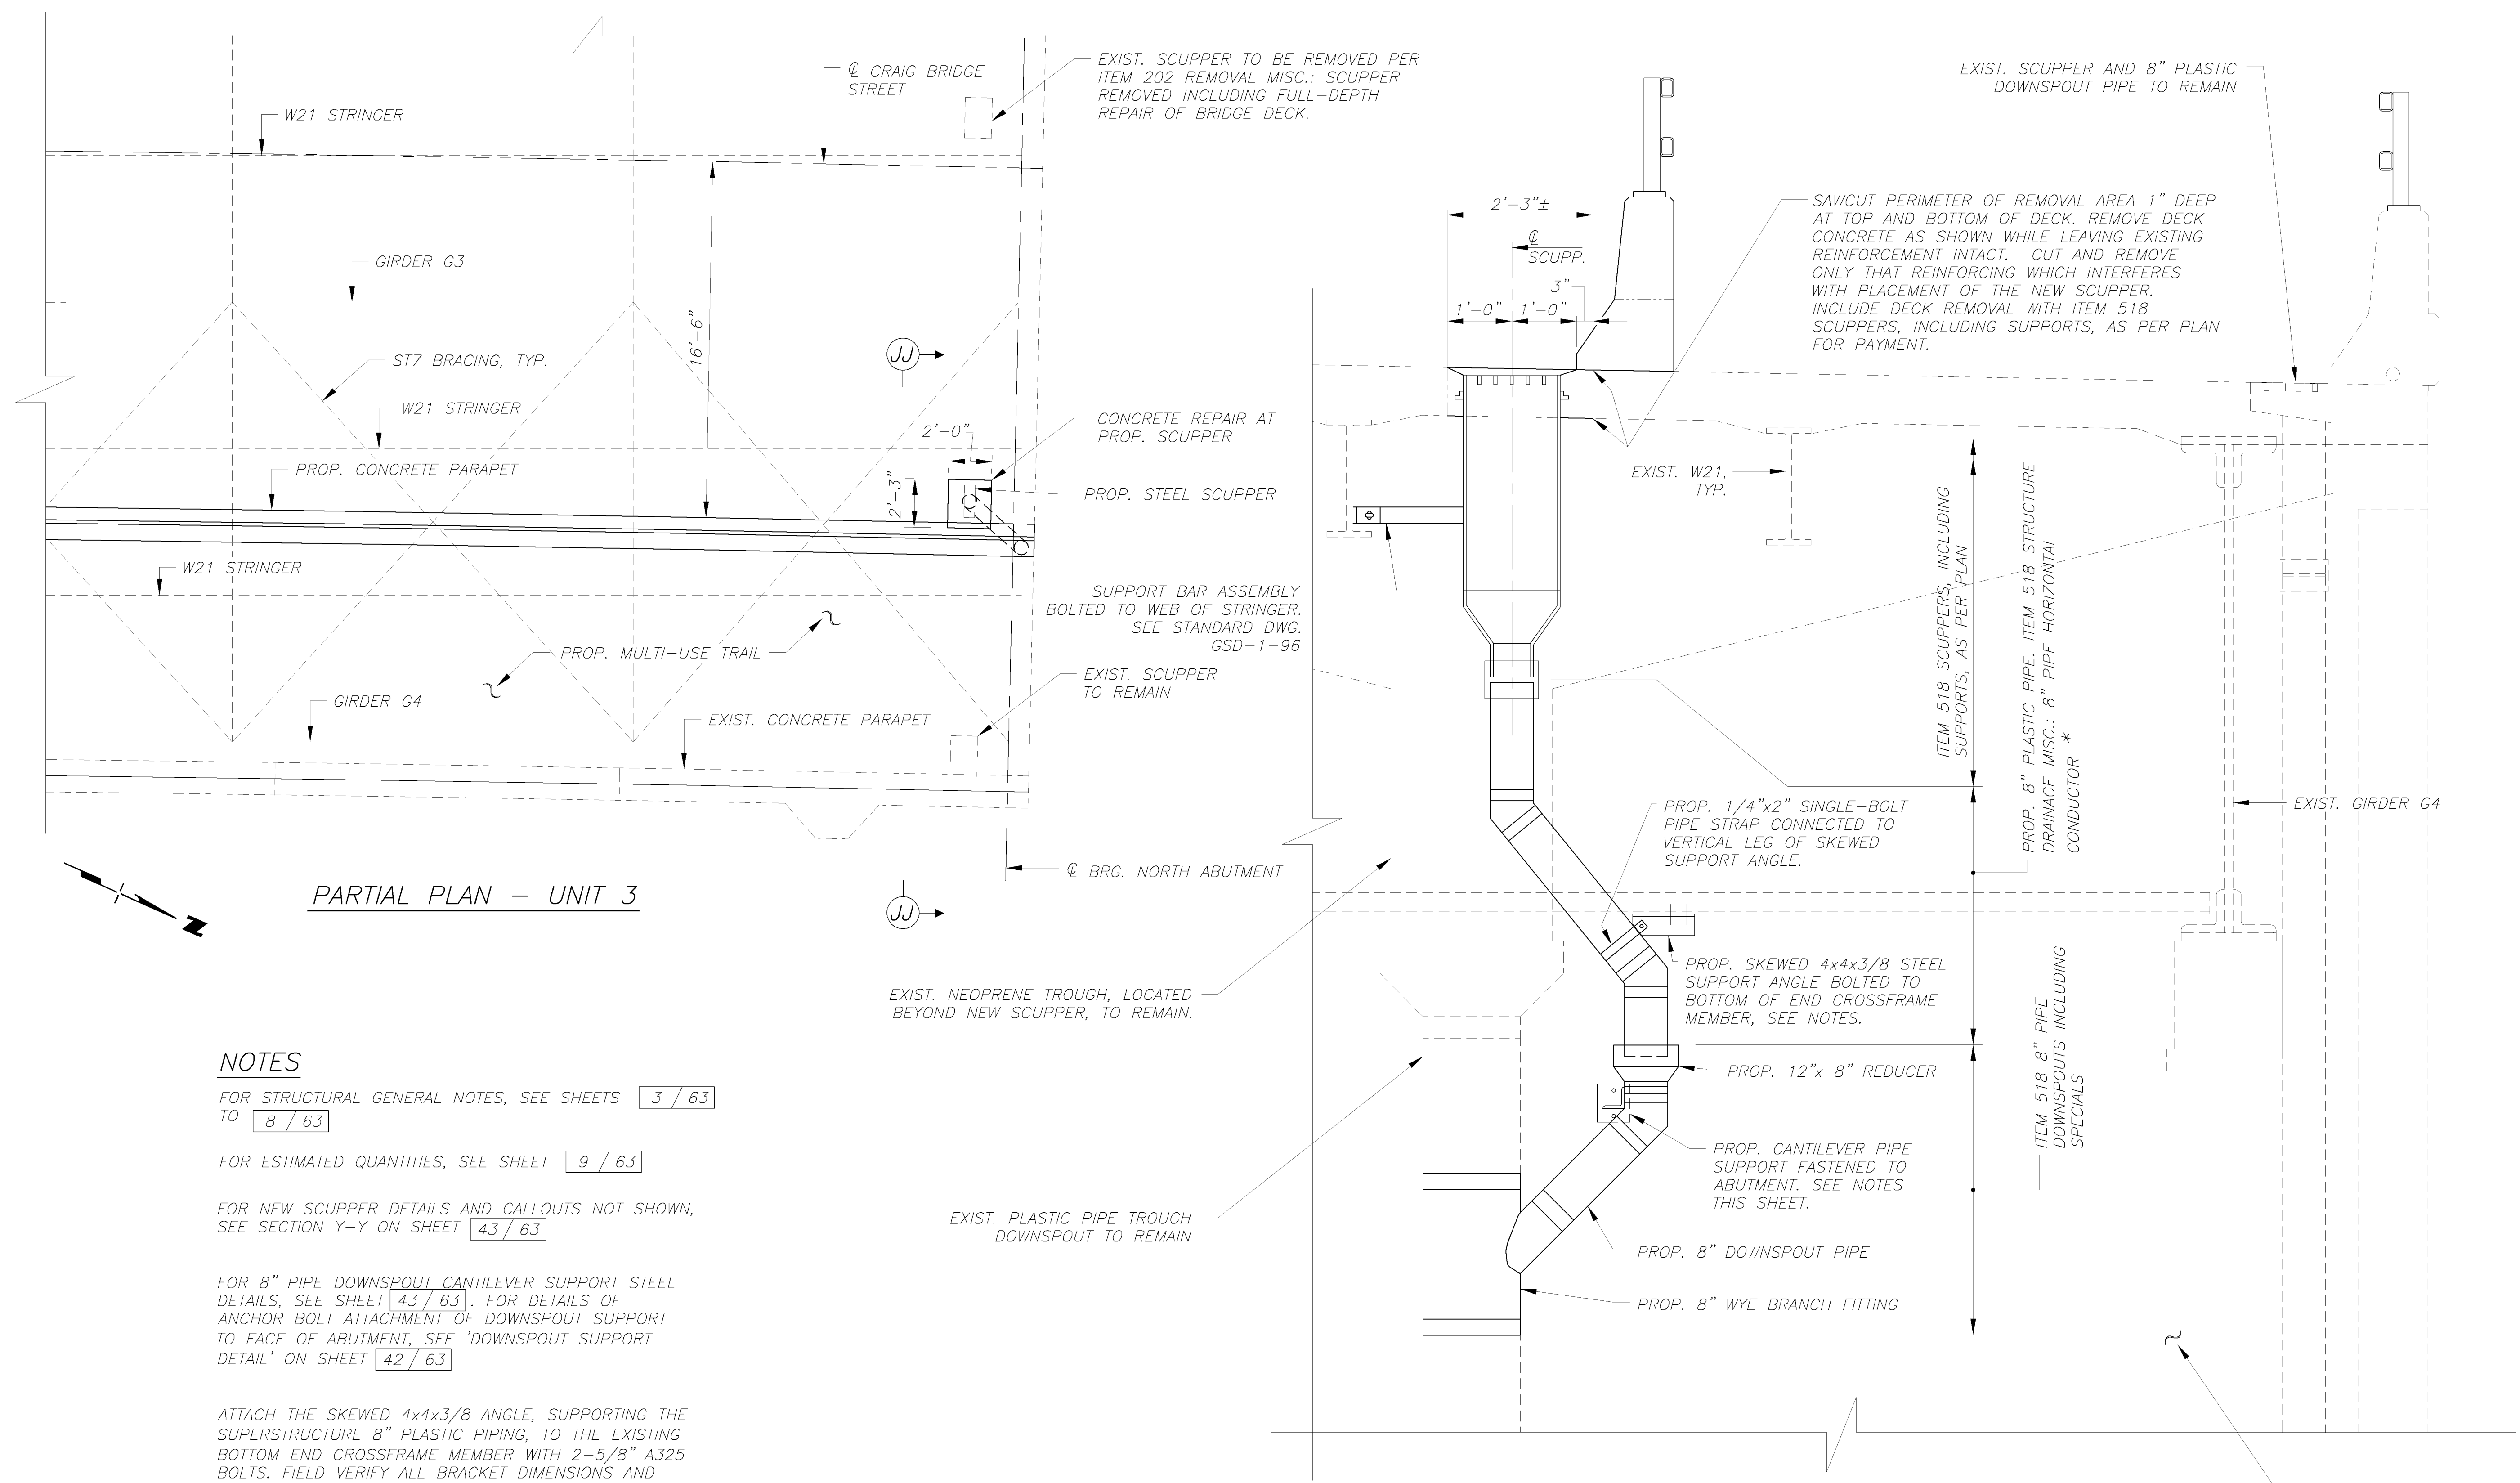 ℄ CRAIG BRIDGE
STREET
EXIST. SCUPPER TO BE REMOVED PER
ITEM 202 REMOVAL MISC.: SCUPPER
REMOVED INCLUDING FULL-DEPTH
REPAIR OF BRIDGE DECK.
W21 STRINGER
GIRDER G3
16'-6"
ST7 BRACING, TYP.
JJ
W21 STRINGER
CONCRETE REPAIR AT
PROP. SCUPPER
2'-0"
PROP. CONCRETE PARAPET
2'-3"
PROP. STEEL SCUPPER
W21 STRINGER
PROP. MULTI-USE TRAIL
EXIST. SCUPPER
TO REMAIN
GIRDER G4
EXIST. CONCRETE PARAPET
℄ BRG. NORTH ABUTMENT
JJ
N
PARTIAL PLAN - UNIT 3
NOTES
FOR STRUCTURAL GENERAL NOTES, SEE SHEETS 3 / 63
TO 8 / 63
FOR ESTIMATED QUANTITIES, SEE SHEET 9 / 63
FOR NEW SCUPPER DETAILS AND CALLOUTS NOT SHOWN,
SEE SECTION Y-Y ON SHEET 43 / 63
FOR 8" PIPE DOWNSPOUT CANTILEVER SUPPORT STEEL
DETAILS, SEE SHEET 43 / 63 . FOR DETAILS OF
ANCHOR BOLT ATTACHMENT OF DOWNSPOUT SUPPORT
TO FACE OF ABUTMENT, SEE 'DOWNSPOUT SUPPORT
DETAIL' ON SHEET 42 / 63
ATTACH THE SKEWED 4x4x3/8 ANGLE, SUPPORTING THE
SUPERSTRUCTURE 8" PLASTIC PIPING, TO THE EXISTING
BOTTOM END CROSSFRAME MEMBER WITH 2-5/8" A325
BOLTS. FIELD VERIFY ALL BRACKET DIMENSIONS AND
EXIST. SCUPPER AND 8" PLASTIC
DOWNSPOUT PIPE TO REMAIN
2'-3"±
℄
SCUPP.
3"
1'-0"
1'-0"
SAWCUT PERIMETER OF REMOVAL AREA 1" DEEP
AT TOP AND BOTTOM OF DECK. REMOVE DECK
CONCRETE AS SHOWN WHILE LEAVING EXISTING
REINFORCEMENT INTACT. CUT AND REMOVE
ONLY THAT REINFORCING WHICH INTERFERES
WITH PLACEMENT OF THE NEW SCUPPER.
INCLUDE DECK REMOVAL WITH ITEM 518
SCUPPERS, INCLUDING SUPPORTS, AS PER PLAN
FOR PAYMENT.
EXIST. W21,
TYP.
SUPPORT BAR ASSEMBLY
BOLTED TO WEB OF STRINGER.
SEE STANDARD DWG.
GSD-1-96
ITEM 518 SCUPPERS, INCLUDING
SUPPORTS, AS PER PLAN
PROP. 8" PLASTIC PIPE. ITEM 518 STRUCTURE
DRAINAGE MISC.: 8" PIPE HORIZONTAL
CONDUCTOR *
EXIST. GIRDER G4
PROP. 1/4"x2" SINGLE-BOLT
PIPE STRAP CONNECTED TO
VERTICAL LEG OF SKEWED
SUPPORT ANGLE.
EXIST. NEOPRENE TROUGH, LOCATED
BEYOND NEW SCUPPER, TO REMAIN.
PROP. SKEWED 4x4x3/8 STEEL
SUPPORT ANGLE BOLTED TO
BOTTOM OF END CROSSFRAME
MEMBER, SEE NOTES.
PROP. 12"x 8" REDUCER
ITEM 518 8" PIPE
DOWNSPOUTS INCLUDING
SPECIALS
PROP. CANTILEVER PIPE
SUPPORT FASTENED TO
ABUTMENT. SEE NOTES
THIS SHEET.
EXIST. PLASTIC PIPE TROUGH
DOWNSPOUT TO REMAIN
PROP. 8" DOWNSPOUT PIPE
PROP. 8" WYE BRANCH FITTING